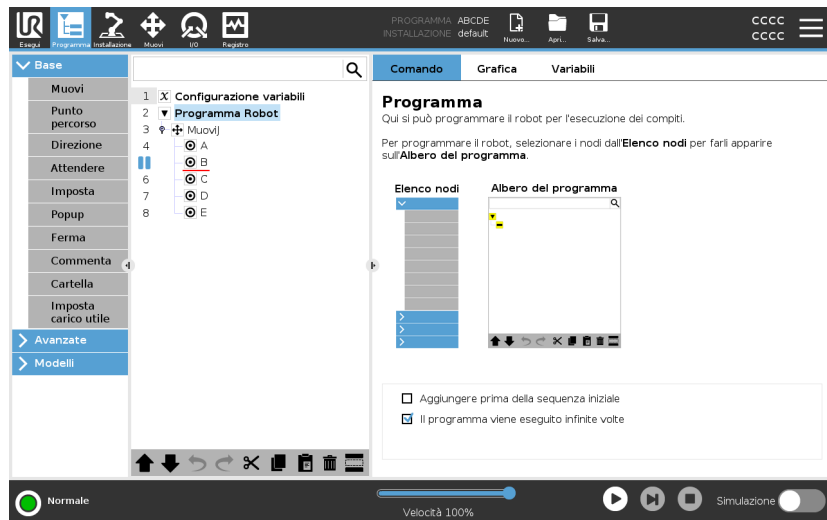 UR
PROGRAMMA ABCDE
INSTALLAZIONE default
Nuovo...
Apri...
Salva...
cccc
cccc
Esegui
Programma
Installazione
Muovi
I/O
Registro
Base
Muovi
Punto
percorso
Direzione
Attendere
Imposta
Popup
Ferma
Commenta
Cartella
Imposta
carico utile
Avanzate
Modelli
1 X Configurazione variabili
2 Programma Robot
3 MuoviJ
4 A
B
6 C
7 D
8 E
Comando
Grafica
Variabili
Programma
Qui si può programmare il robot per l'esecuzione dei compiti.
Per programmare il robot, selezionare i nodi dall'Elenco nodi per farli apparire
sull'Albero del programma.
Elenco nodi
Albero del programma
Aggiungere prima della sequenza iniziale
Il programma viene eseguito infinite volte
Normale
Velocità 100%
Simulazione